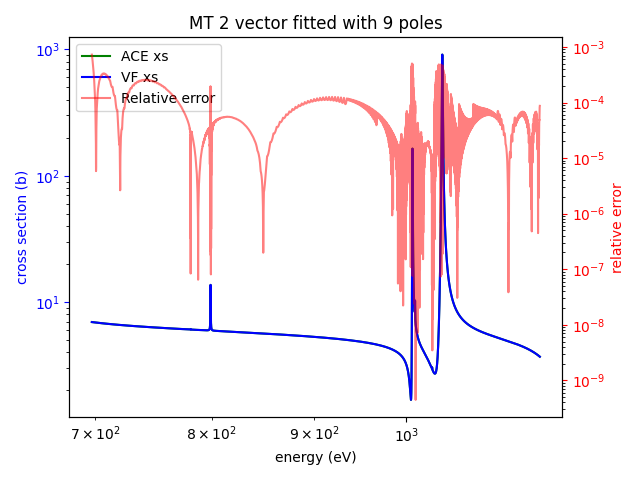 MT 2 vector fitted with 9 poles
ACE xs
VF xs
Relative error
cross section (b)
10³
10²
10¹
relative error
10⁻³
10⁻⁴
10⁻⁵
10⁻⁶
10⁻⁷
10⁻⁸
10⁻⁹
7 × 10² 8 × 10² 9 × 10² 10³
energy (eV)